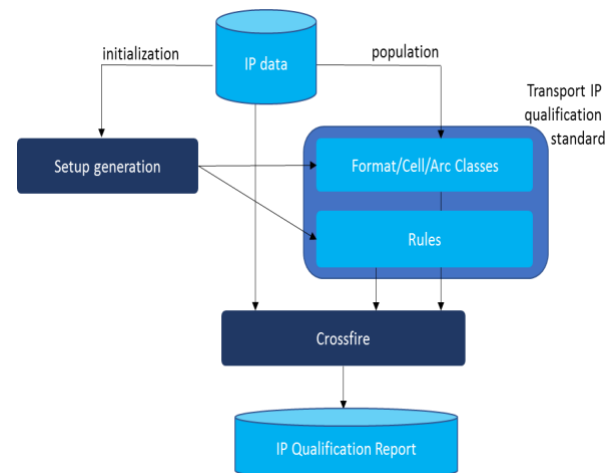 initialization
IP data
population
Transport IP
qualification
standard
Setup generation
Format/Cell/Arc Classes
Rules
Crossfire
IP Qualification Report